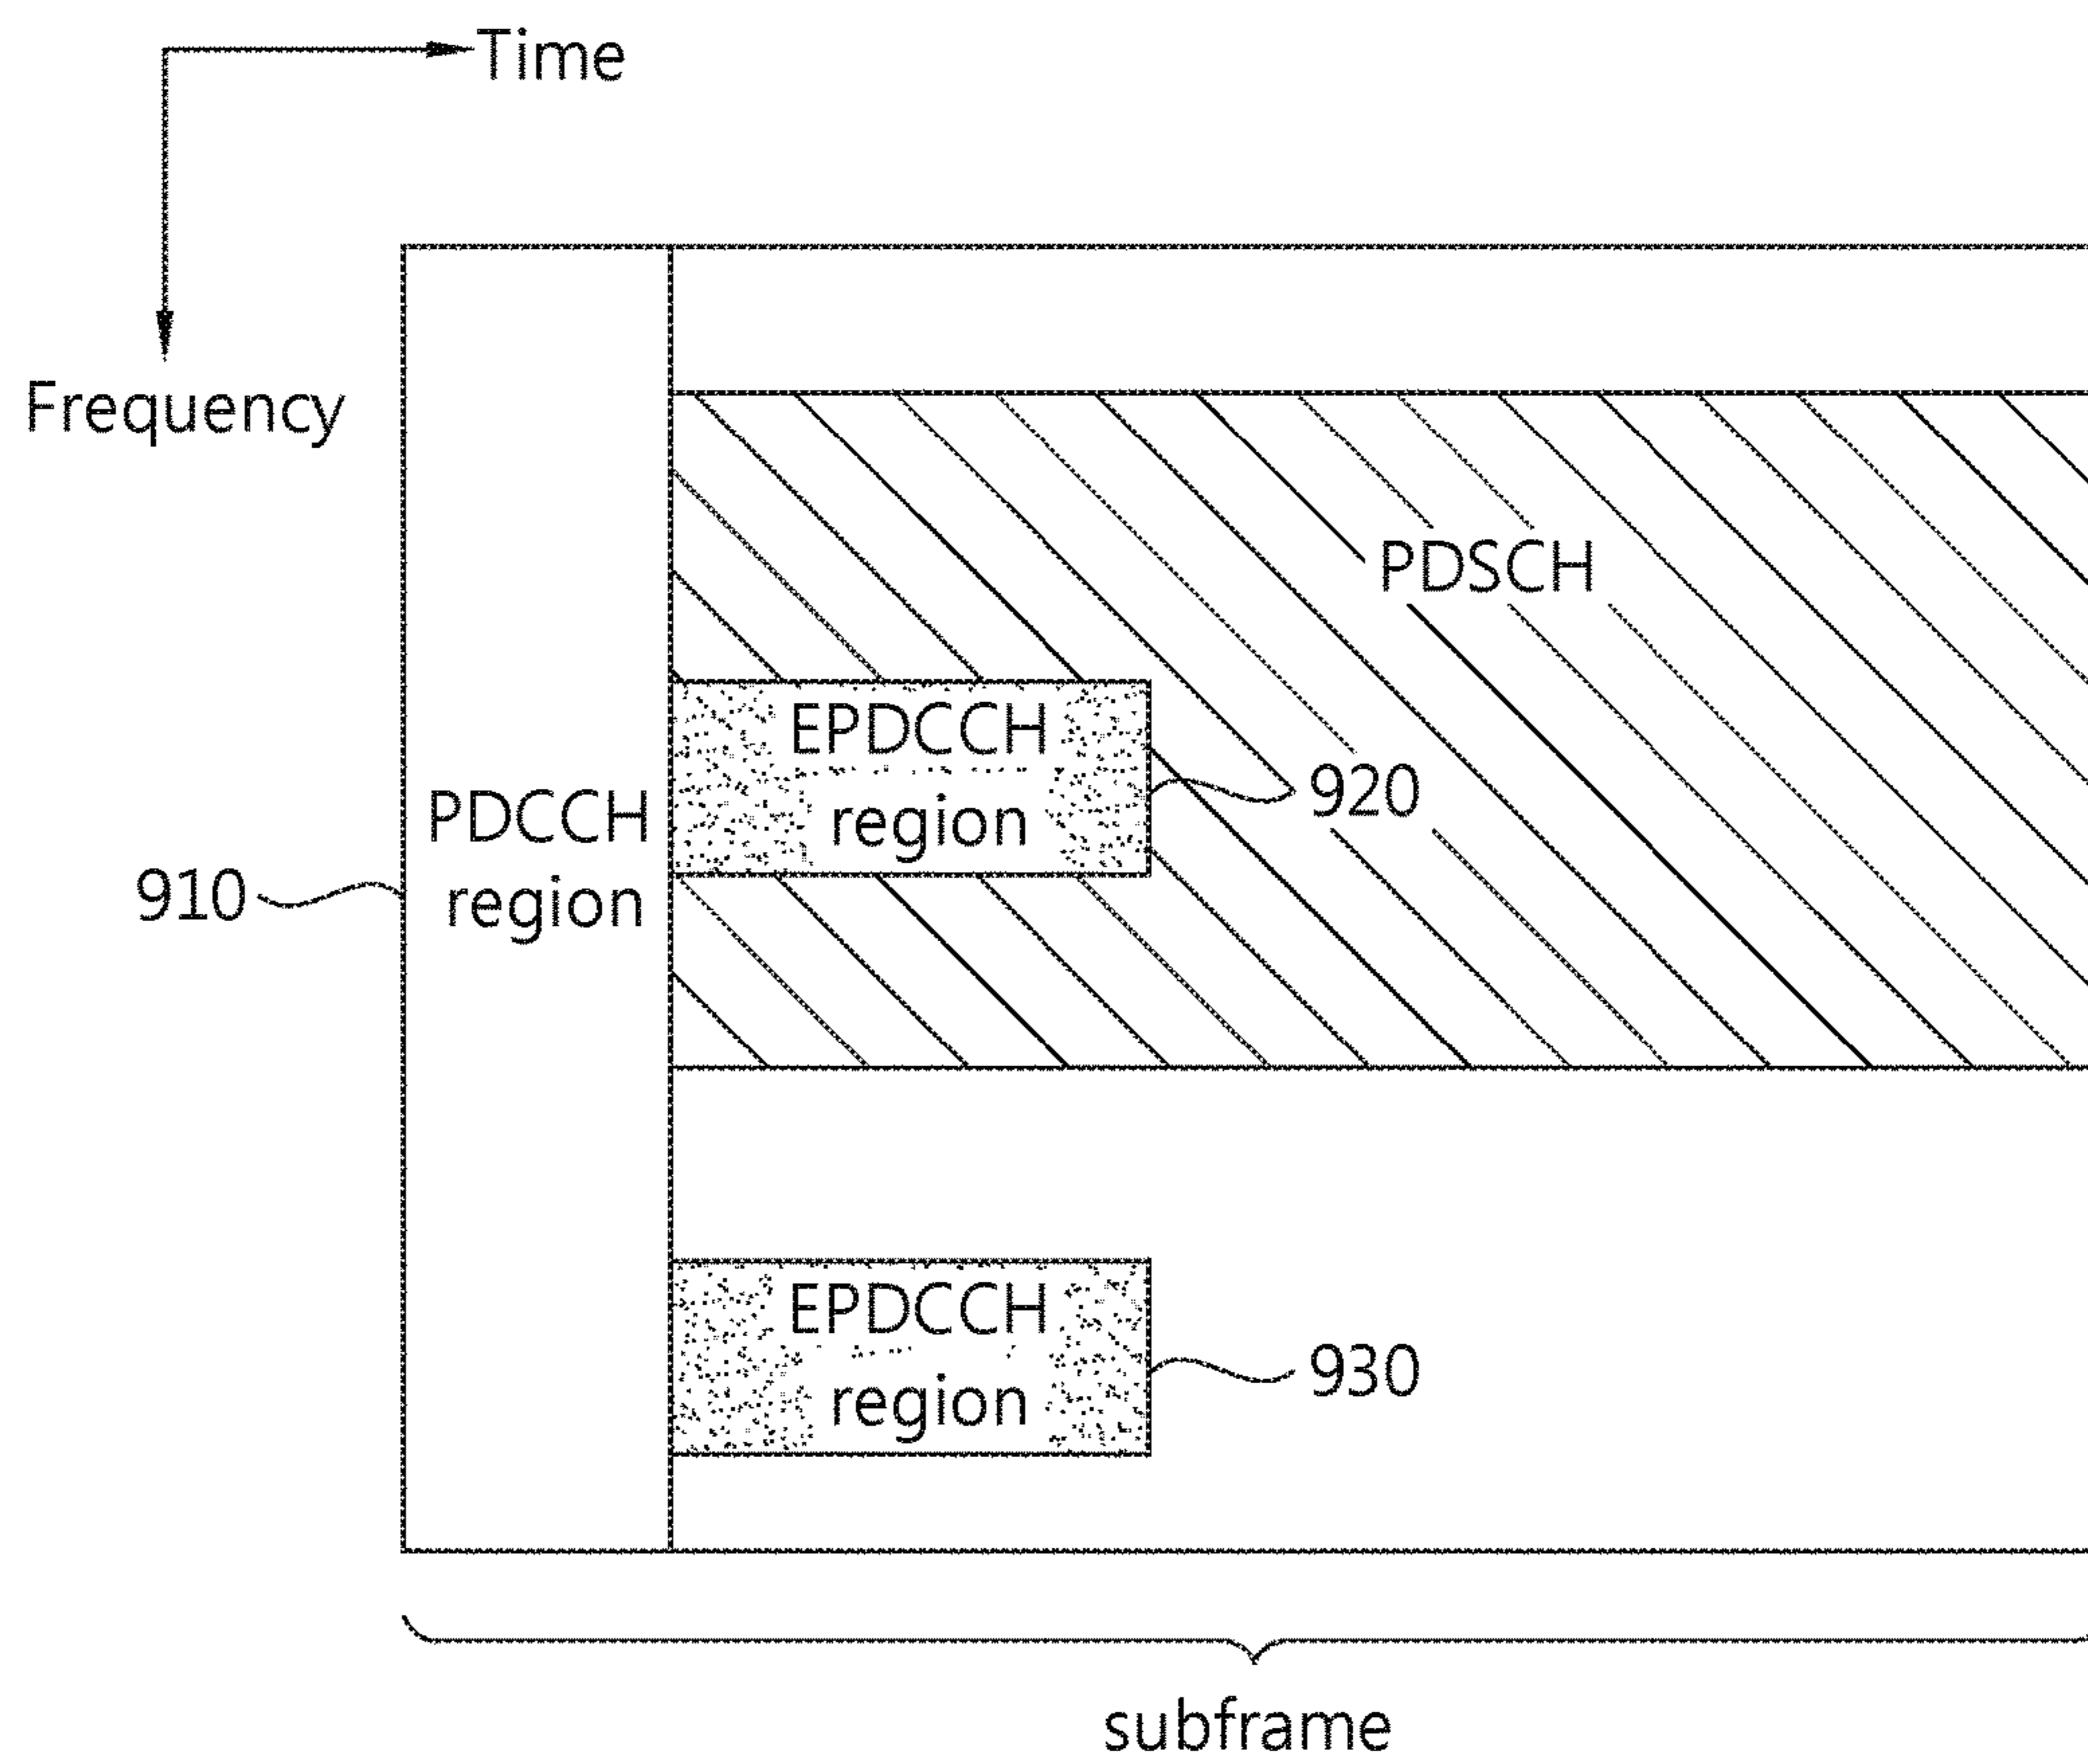 Time
Frequency
PDSCH
EPDCCH
region
920
PDCCH
region
910
EPDCCH
region
930
subframe